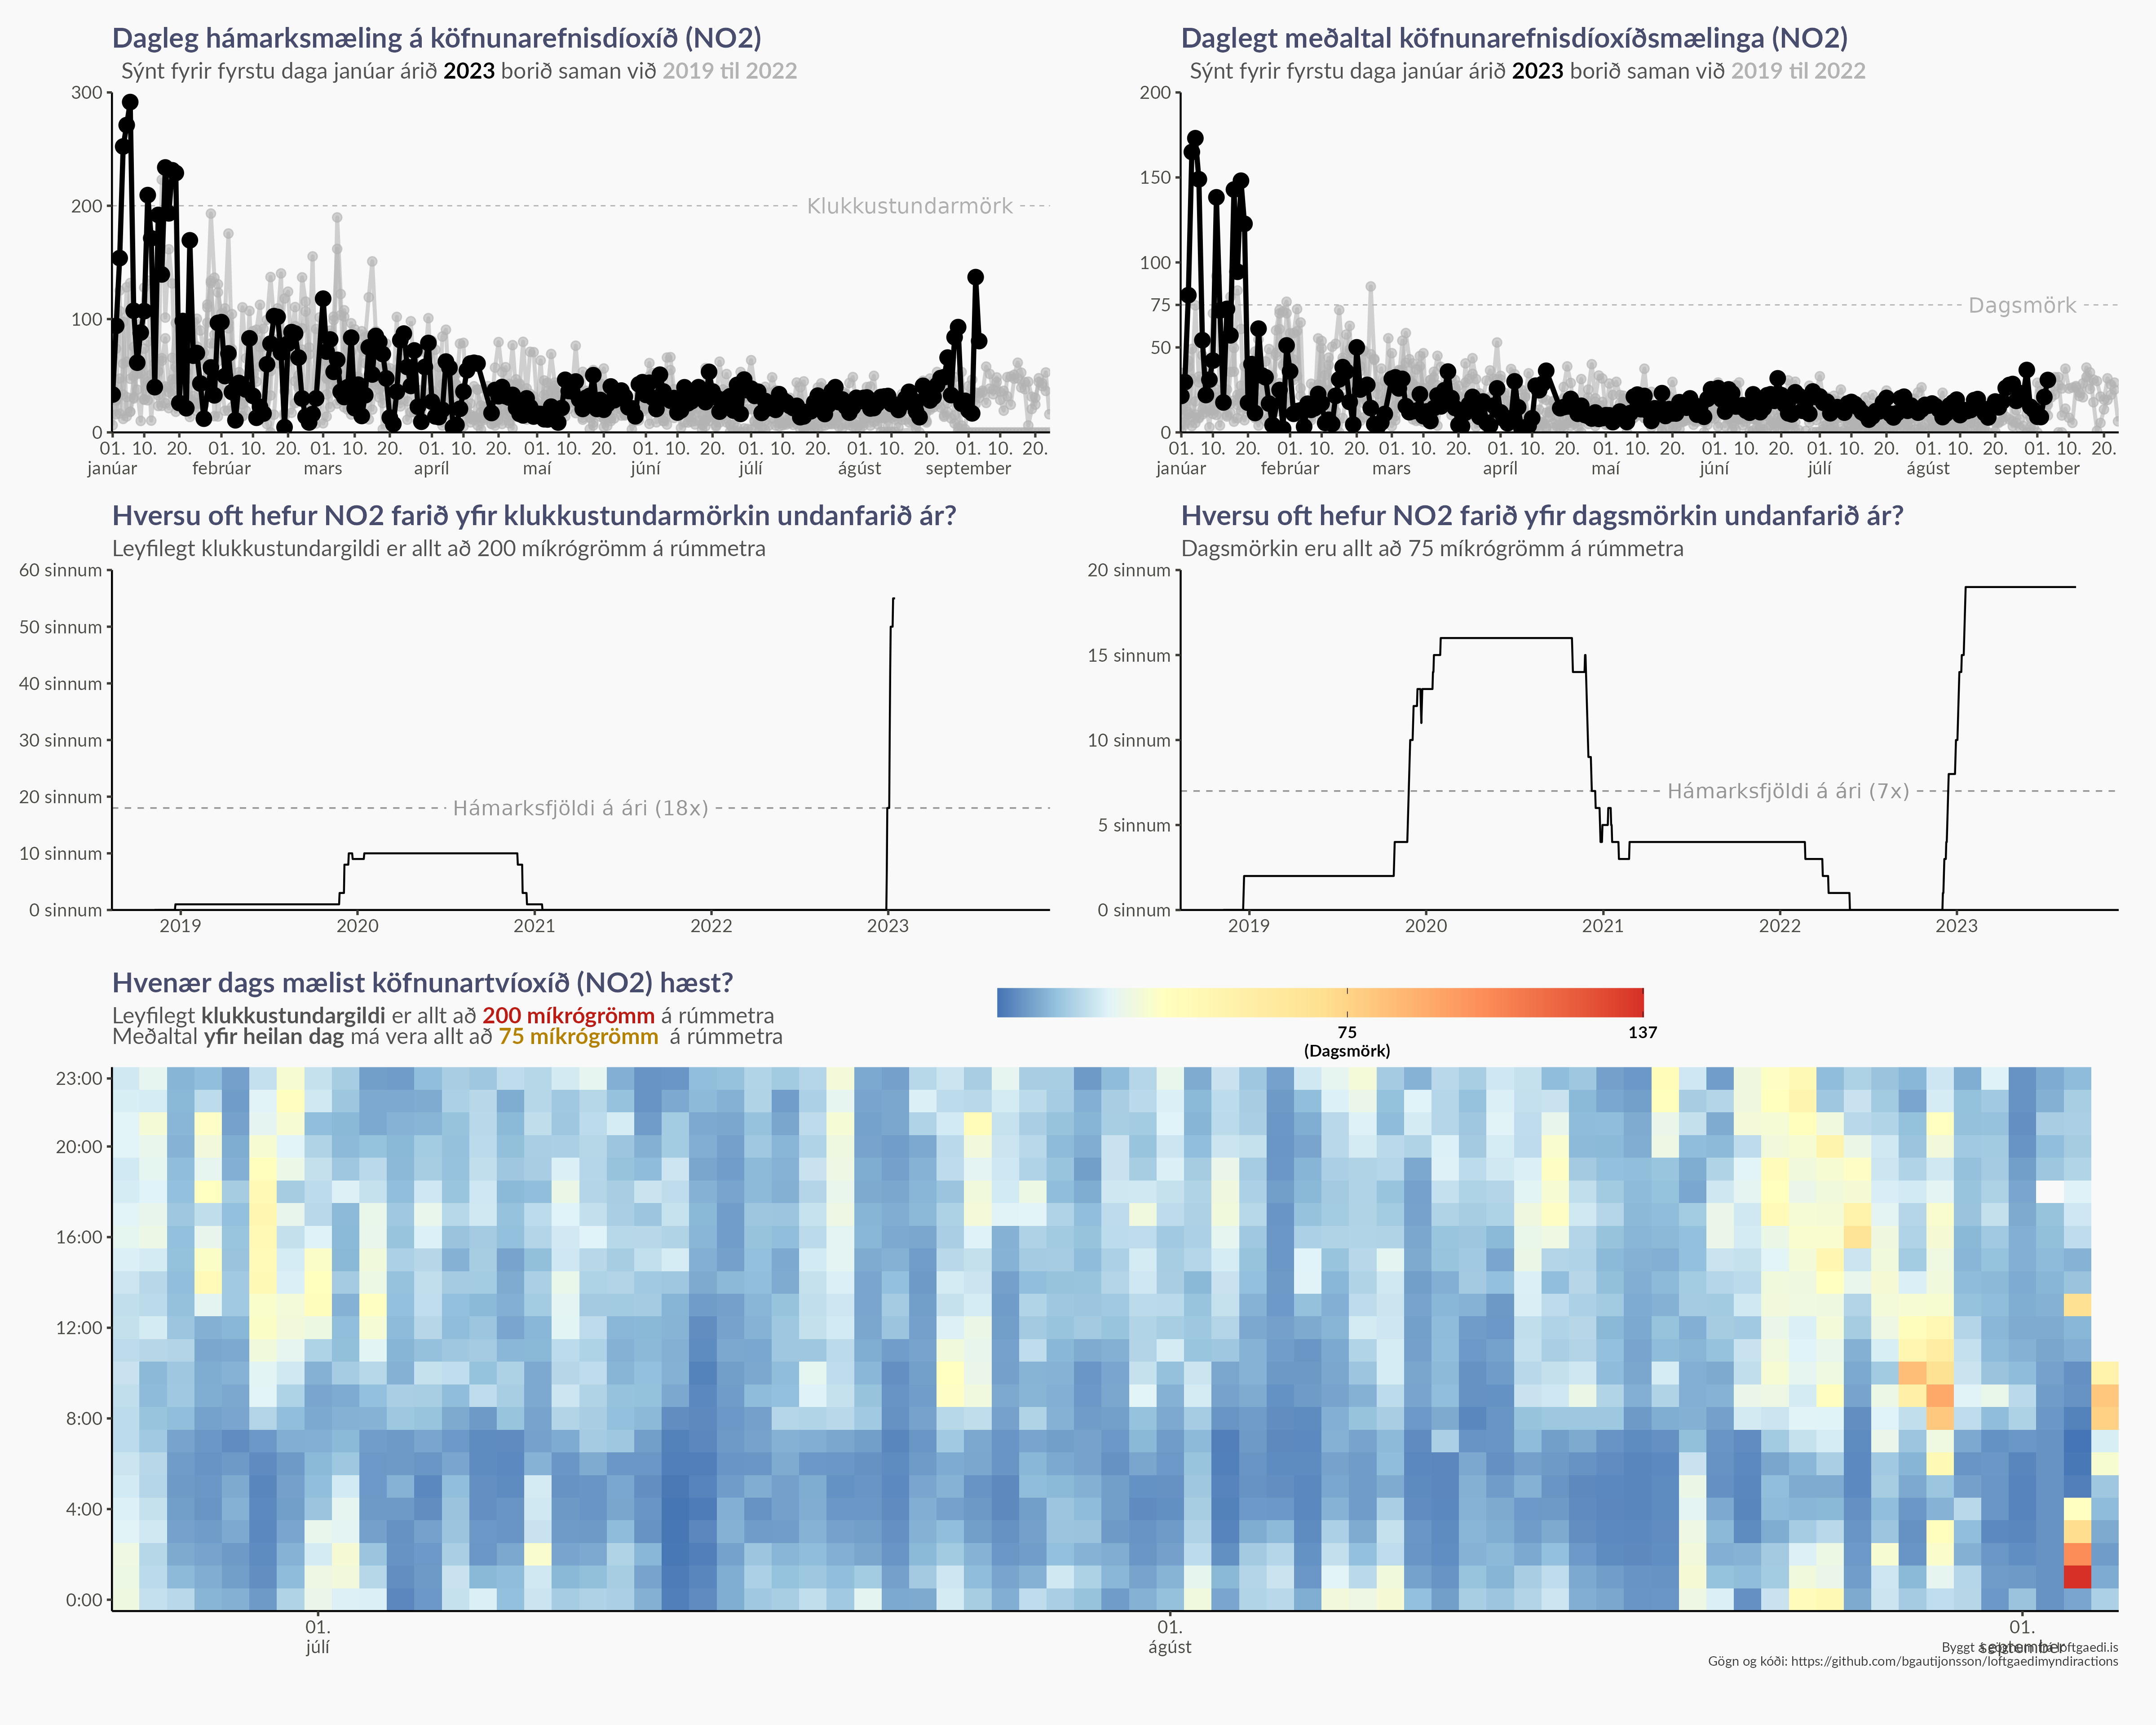 Dagleg hámarksmæling á köfnunarefnisdíoxíð (NO2)
Sýnt fyrir fyrstu daga janúar árið 2023 borið saman við 2019 til 2022
300
200
100
0
Klukkustundarmörk
01. 10. 20. 01. 10. 20. 01. 10. 20. 01. 10. 20. 01. 10. 20. 01. 10. 20. 01. 10. 20. 01. 10. 20. 01. 10. 20.
janúar febrúar mars apríl maí júní júlí ágúst september
Daglegt meðaltal köfnunarefnisdíoxíðsmælinga (NO2)
Sýnt fyrir fyrstu daga janúar árið 2023 borið saman við 2019 til 2022
200
150
100
75
50
0
Dagsmörk
01. 10. 20. 01. 10. 20. 01. 10. 20. 01. 10. 20. 01. 10. 20. 01. 10. 20. 01. 10. 20. 01. 10. 20. 01. 10. 20.
janúar febrúar mars apríl maí júní júlí ágúst september
Hversu oft hefur NO2 farið yfir klukkustundarmörkin undanfarið ár?
Leyfilegt klukkustundargildi er allt að 200 míkrógrömm á rúmmetra
60 sinnum
50 sinnum
40 sinnum
30 sinnum
20 sinnum
10 sinnum
0 sinnum
Hámarksfjöldi á ári (18x)
2019 2020 2021 2022 2023
Hversu oft hefur NO2 farið yfir dagsmörkin undanfarið ár?
Dagsmörkin eru allt að 75 míkrógrömm á rúmmetra
20 sinnum
15 sinnum
10 sinnum
5 sinnum
0 sinnum
Hámarksfjöldi á ári (7x)
2019 2020 2021 2022 2023
Hvenær dags mælist köfnunartvíoxíð (NO2) hæst?
Leyfilegt klukkustundargildi er allt að 200 míkrógrömm á rúmmetra
Meðaltal yfir heilan dag má vera allt að 75 míkrógrömm á rúmmetra
75 137
(Dagsmörk)
23:00
20:00
16:00
12:00
8:00
4:00
0:00
01. 01. 01.
júlí ágúst september
Byggt á gögnum frá loftgaedi.is
Gögn og kóði: https://github.com/bgautijonsson/loftgaedimyndiractions